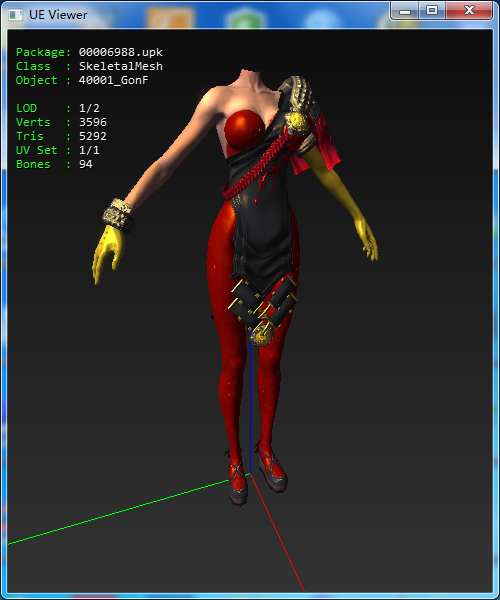 UE Viewer
Package: 00006988.upk
Class : SkeletalMesh
Object : 40001_GonF
LOD : 1/2
Verts : 3596
Tris : 5292
UV Set : 1/1
Bones : 94